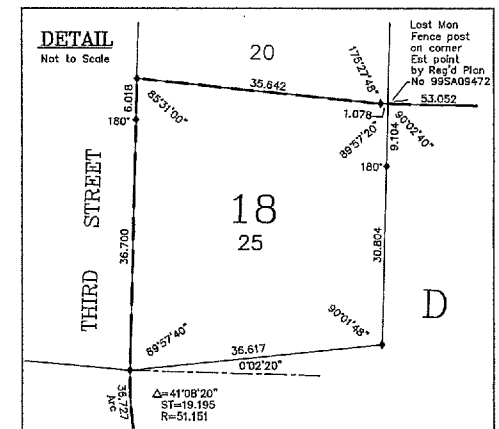 DETAIL
Not to Scale
20
Lost Mon
Fence post
on corner
Est point
by Reg'd Plan
No 99SA09472
175°27'48"
35.642
53.052
1.078
6.018
85°31'00"
180°
89°57'20"
9.104
90°02'40"
180°
THIRD STREET
36.700
18
25
30.804
D
89°57'40"
36.617
90°01'48"
0°02'20"
36.727
Arc
Δ=41°08'20"
ST=19.195
R=51.151